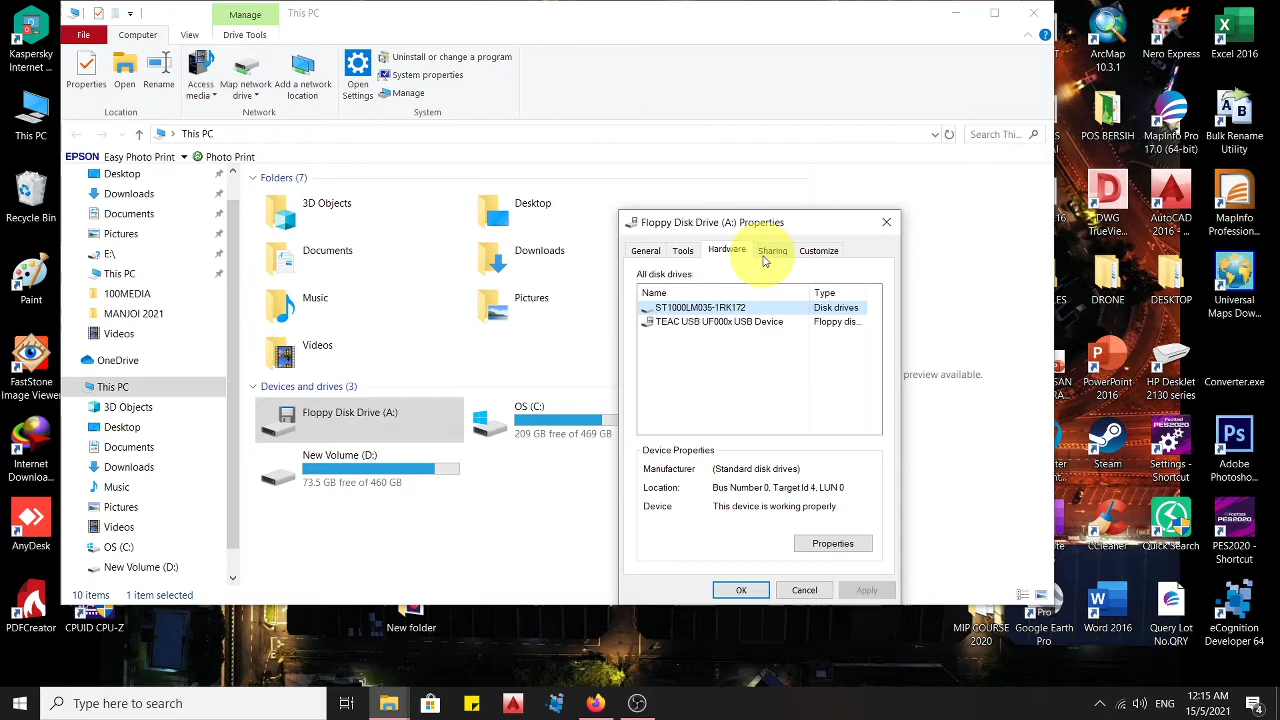 Manage
This PC
File
Computer
View
Drive Tools
Properties
Open
Rename
Access media
Map network drive
Add a network location
Open Settings
Uninstall or change a program
System properties
Manage
Location
Network
System
This PC
Search Thi...
EPSON Easy Photo Print
Photo Print
Desktop
Downloads
Documents
Pictures
E:\
This PC
100MEDIA
MANJOI 2021
Videos
OneDrive
This PC
3D Objects
Desktop
Documents
Downloads
Music
Pictures
Videos
OS (C:)
New Volume (D:)
10 items
1 item selected
Folders (7)
3D Objects
Desktop
Documents
Downloads
Music
Pictures
Videos
Devices and drives (3)
Floppy Disk Drive (A:)
OS (C:)
209 GB free of 469 GB
New Volume (D:)
73.5 GB free of 460 GB
preview available.
Floppy Disk Drive (A:) Properties
General
Tools
Hardware
Sharing
Customize
All disk drives:
Name
Type
ST1000LM035-1RK172
Disk drives
TEAC USB UF000x USB Device
Floppy dis...
Device Properties
Manufacturer
(Standard disk drives)
Location:
Bus Number 0, Target Id 4, LUN 0
Device
This device is working properly.
Properties
OK
Cancel
Apply
Kaspersky
Internet ...
This PC
Recycle Bin
Paint
FastStone
Image Viewer
Internet
Downloa...
AnyDesk
PDFCreator
CPUID CPU-Z
New folder
ArcMap
10.3.1
Nero Express
Excel 2016
POS BERSIH
MapInfo Pro
17.0 (64-bit)
Bulk Rename
Utility
DWG
TrueView...
AutoCAD
2016 - ...
MapInfo
Profession...
DRONE
DESKTOP
Universal
Maps Dow...
PowerPoint
2016
HP DeskJet
2130 series
Converter.exe
Steam
Settings -
Shortcut
Adobe
Photosho...
CCleaner
Quick Search
PES2020 -
Shortcut
MIP COURSE
2020
Google Earth
Pro
Word 2016
Query Lot
No.QRY
eCognition
Developer 64
Type here to search
ENG
12:15 AM
15/5/2021
4